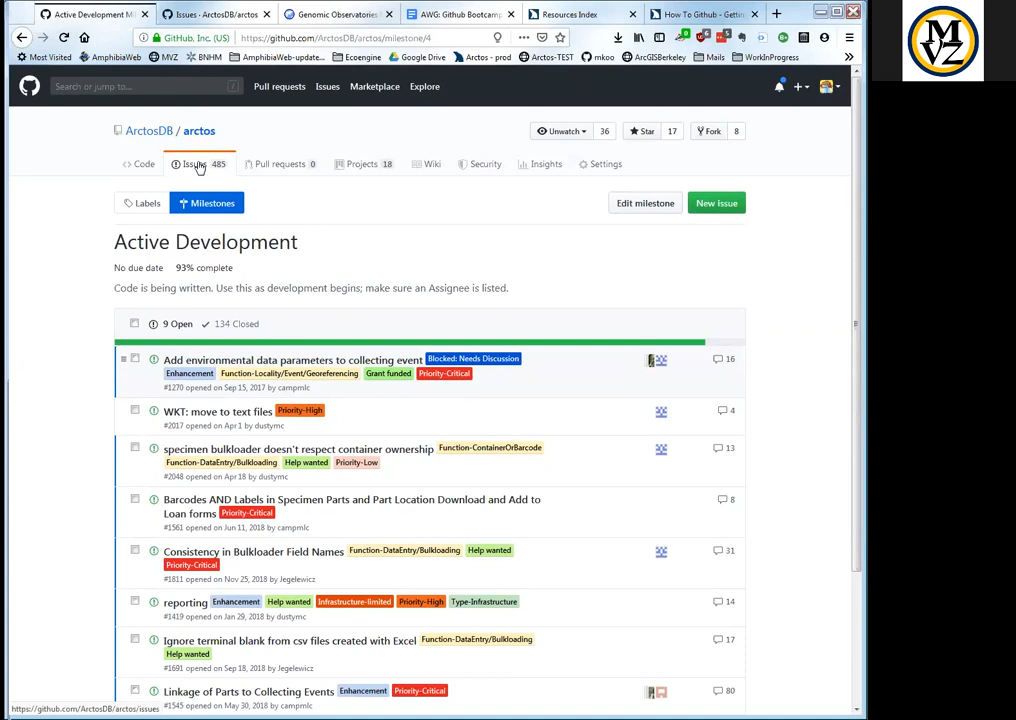 Active Development Mi
Issues · ArctosDB/arctos
Genomic Observatories
AWG: Github Bootcamp
Resources Index
How To Github - Gettin
GitHub, Inc. (US)
https://github.com/ArctosDB/arctos/milestone/4
Most Visited
AmphibiaWeb
MVZ
BNHM
AmphibiaWeb-update...
Ecoengine
Google Drive
Arctos - prod
Arctos-TEST
mkoo
ArcGISBerkeley
Mails
WorkInProgress
Search or jump to...
/
Pull requests
Issues
Marketplace
Explore
ArctosDB / arctos
Unwatch 36
Star 17
Fork 8
Code
Issues 485
Pull requests 0
Projects 18
Wiki
Security
Insights
Settings
Labels
Milestones
Edit milestone
New issue
Active Development
No due date 93% complete
Code is being written. Use this as development begins; make sure an Assignee is listed.
9 Open 134 Closed
Add environmental data parameters to collecting event Blocked: Needs Discussion 16
Enhancement Function-Locality/Event/Georeferencing Grant funded Priority-Critical
#1270 opened on Sep 15, 2017 by campmlc
WKT: move to text files Priority-High 4
#2017 opened on Apr 1 by dustymc
specimen bulkloader doesn't respect container ownership Function-ContainerOrBarcode 13
Function-DataEntry/Bulkloading Help wanted Priority-Low
#2048 opened on Apr 18 by dustymc
Barcodes AND Labels in Specimen Parts and Part Location Download and Add to 8
Loan forms Priority-Critical
#1561 opened on Jun 11, 2018 by campmlc
Consistency in Bulkloader Field Names Function-DataEntry/Bulkloading Help wanted 31
Priority-Critical
#1811 opened on Nov 25, 2018 by Jegelewicz
reporting Enhancement Help wanted Infrastructure-limited Priority-High Type-Infrastructure 14
#1419 opened on Jan 29, 2018 by dustymc
Ignore terminal blank from csv files created with Excel Function-DataEntry/Bulkloading 17
Help wanted
#1691 opened on Sep 18, 2018 by Jegelewicz
Linkage of Parts to Collecting Events Enhancement Priority-Critical 80
#1545 opened on May 30, 2018 by campmlc
https://github.com/ArctosDB/arctos/issues
MVZ